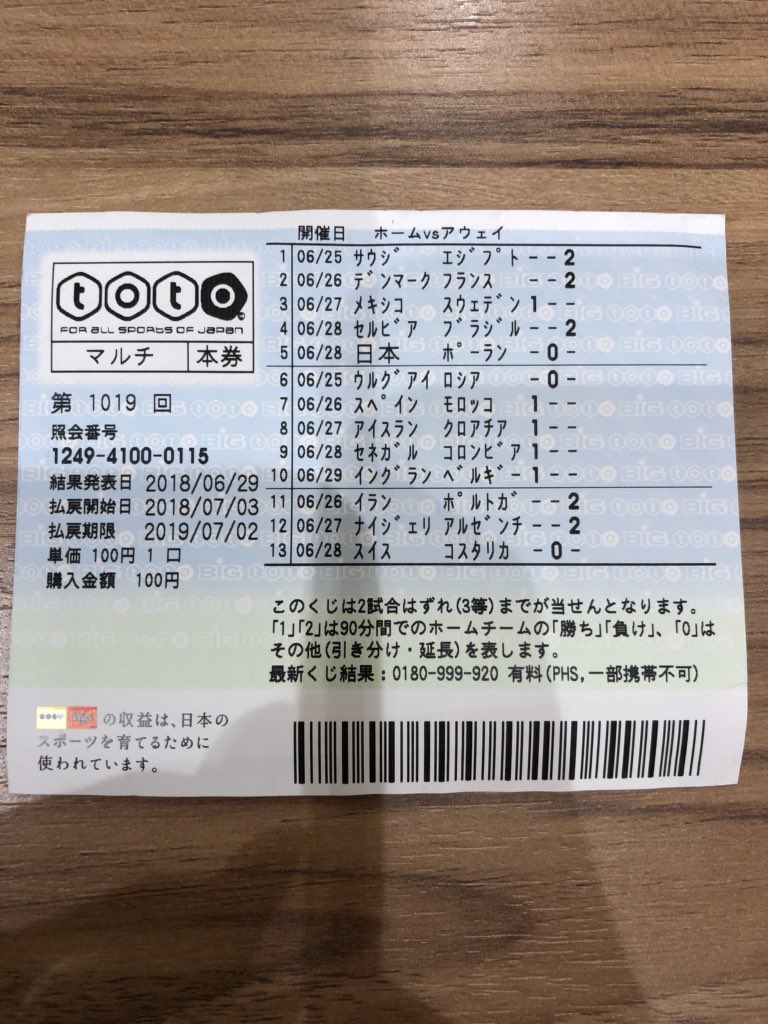 toto
FOR ALL SPORTS OF JAPAN
マルチ 本券
第 1019 回
照会番号
1249-4100-0115
結果発表日 2018/06/29
払戻開始日 2018/07/03
払戻期限 2019/07/02
単価 100円 1 口
購入金額 100円
開催日 ホームvsアウェイ
1 06/25 サウジ エジプト - - 2
2 06/26 デンマーク フランス - - 2
3 06/27 メキシコ スウェデン 1 - -
4 06/28 セルビア ブラジル - - 2
5 06/28 日本 ポーラン - 0 -
6 06/25 ウルグアイ ロシア - 0 -
7 06/26 スペイン モロッコ 1 - -
8 06/27 アイスラン クロアチア 1 - -
9 06/28 セネガル コロンビア 1 - -
10 06/29 イングラン ベルギー 1 - -
11 06/26 イラン ポルトガ - - 2
12 06/27 ナイジェリ アルゼンチ - - 2
13 06/28 スイス コスタリカ - 0 -
このくじは2試合はずれ(3等)までが当せんとなります。
「1」「2」は90分間でのホームチームの「勝ち」「負け」、「0」は
その他(引き分け・延長)を表します。
最新くじ結果:0180-999-920 有料(PHS,一部携帯不可)
の収益は、日本の
スポーツを育てるために
使われています。